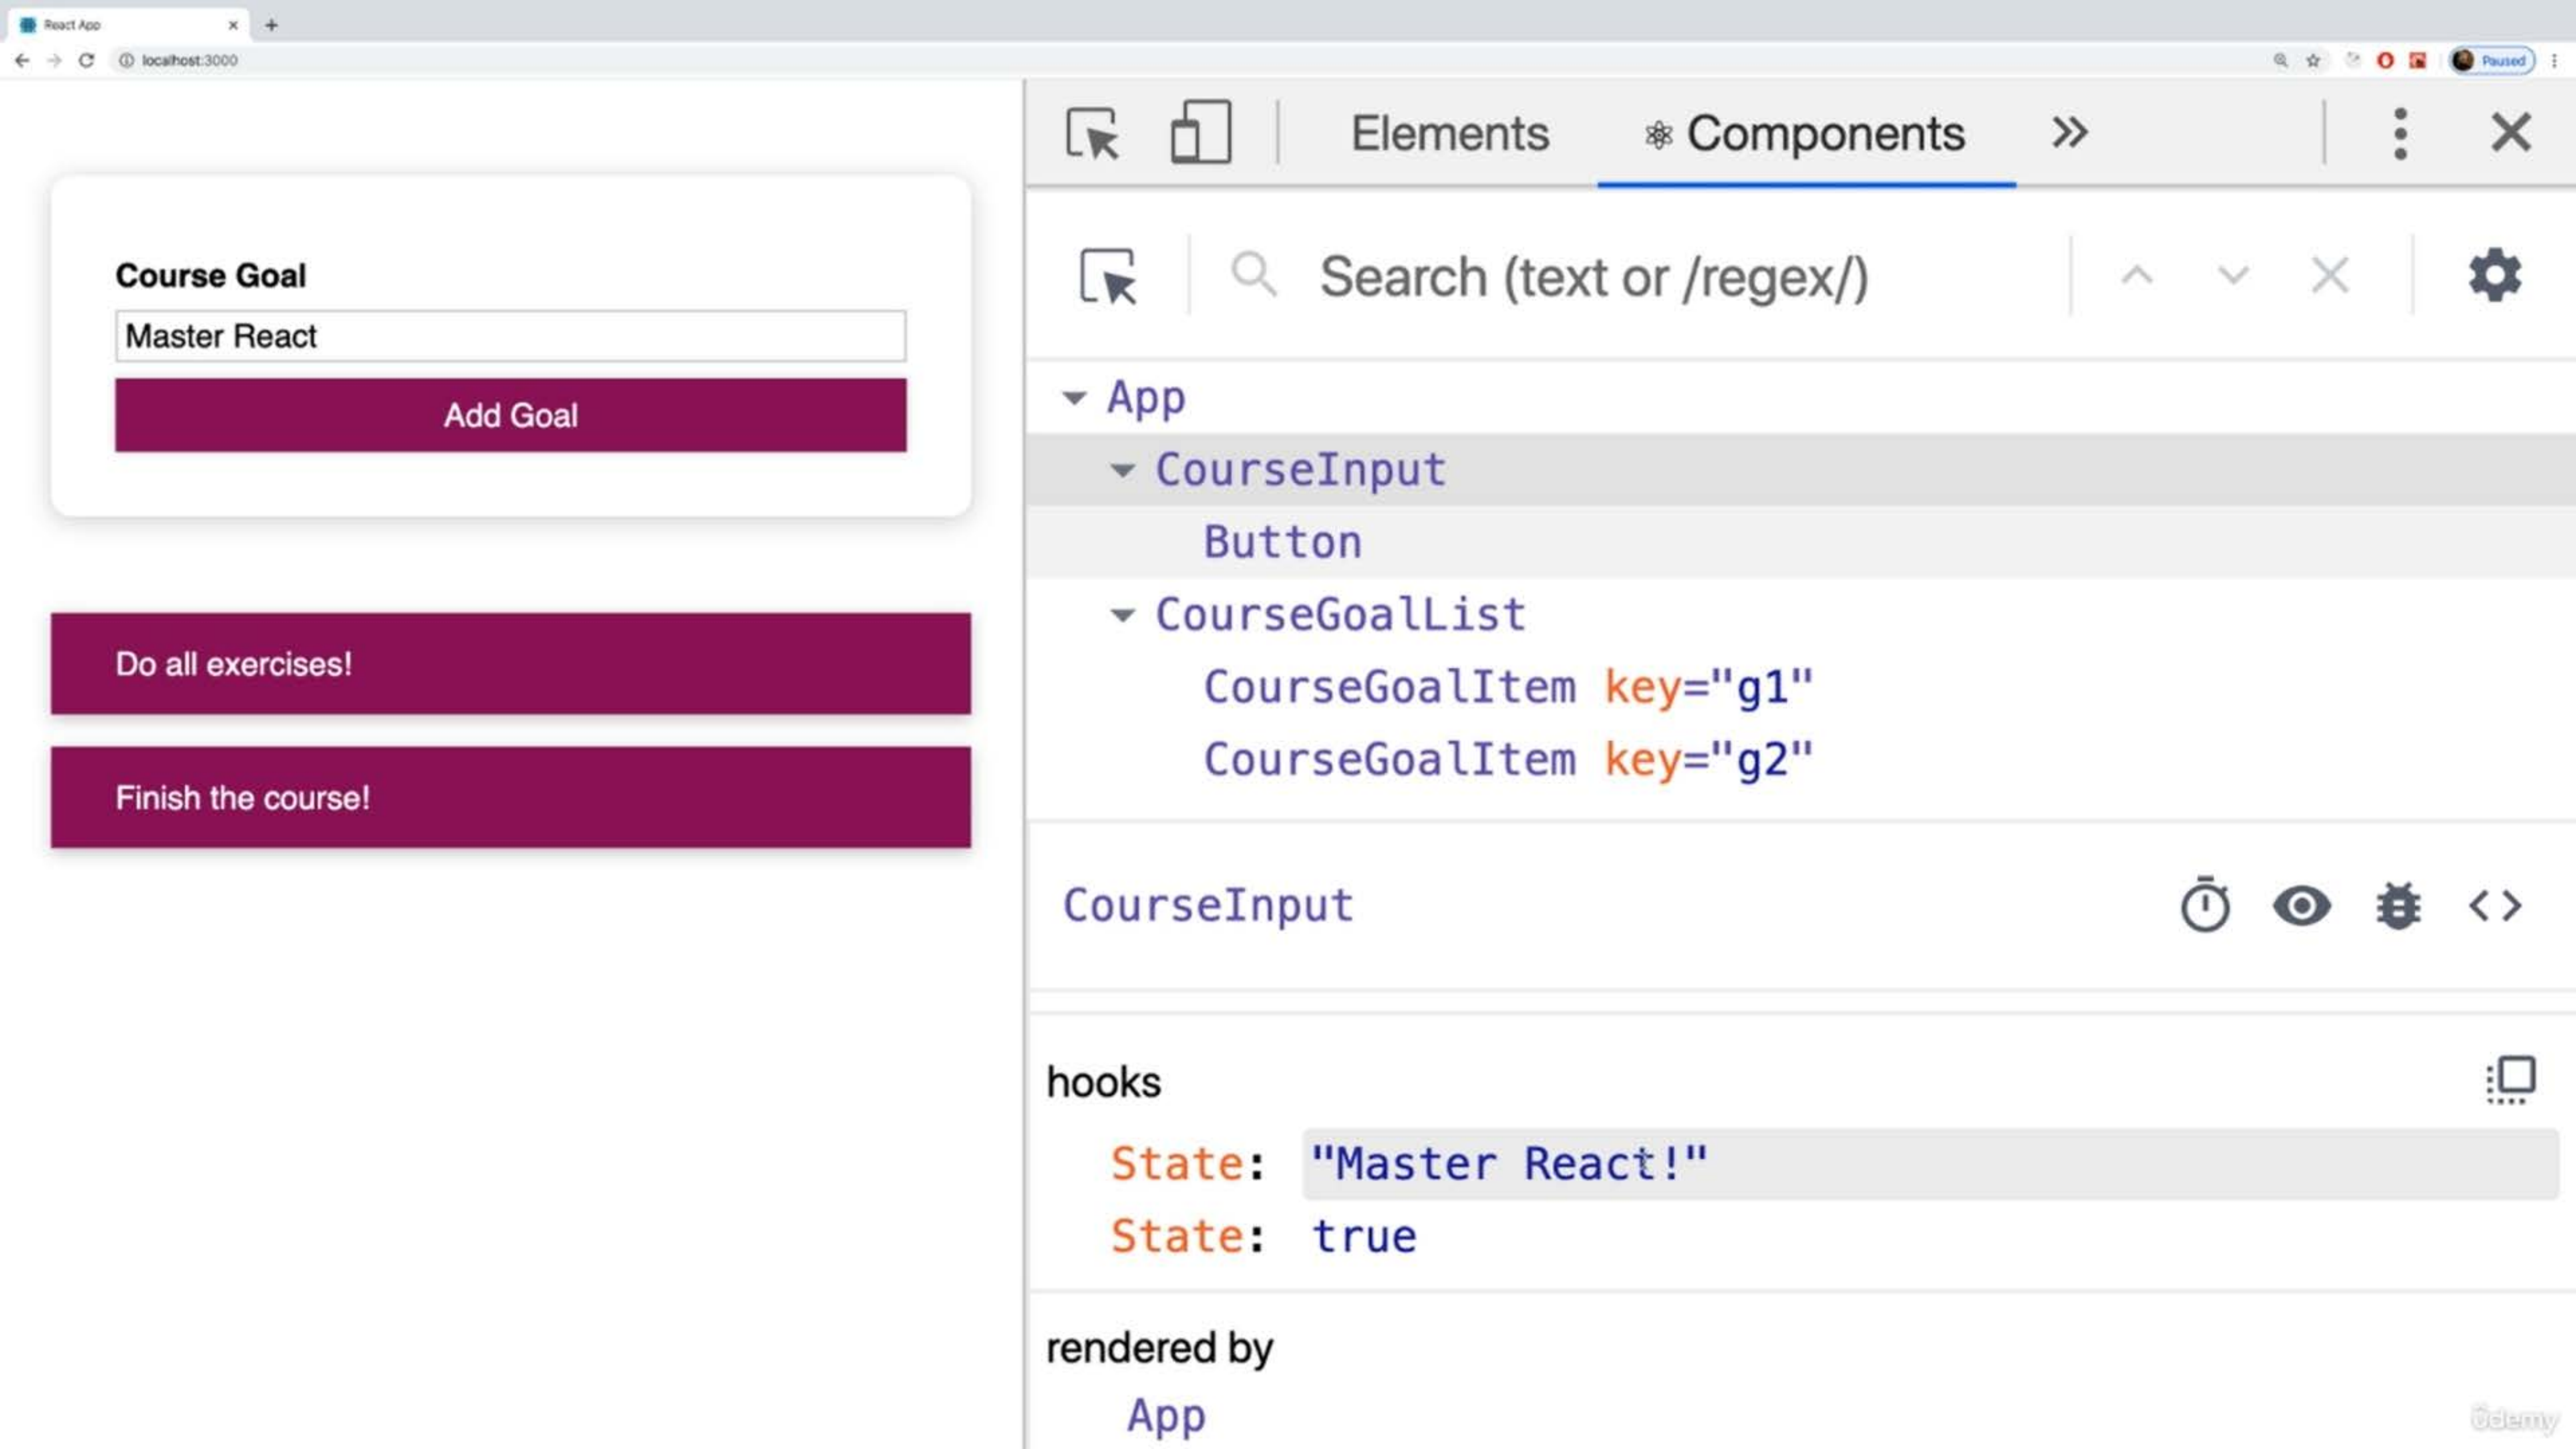 React App
localhost:3000
Paused
Course Goal
Master React
Add Goal
Do all exercises!
Finish the course!
Elements
Components
Search (text or /regex/)
App
CourseInput
Button
CourseGoalList
CourseGoalItem key="g1"
CourseGoalItem key="g2"
CourseInput
hooks
State: "Master React!"
State: true
rendered by
App
ûdemy